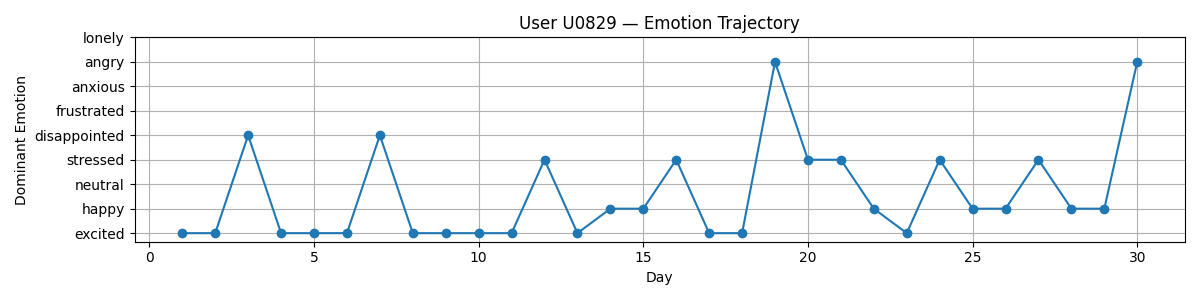 User U0829 — Emotion Trajectory
Dominant Emotion
lonely
angry
anxious
frustrated
disappointed
stressed
neutral
happy
excited
0 5 10 15 20 25 30
Day